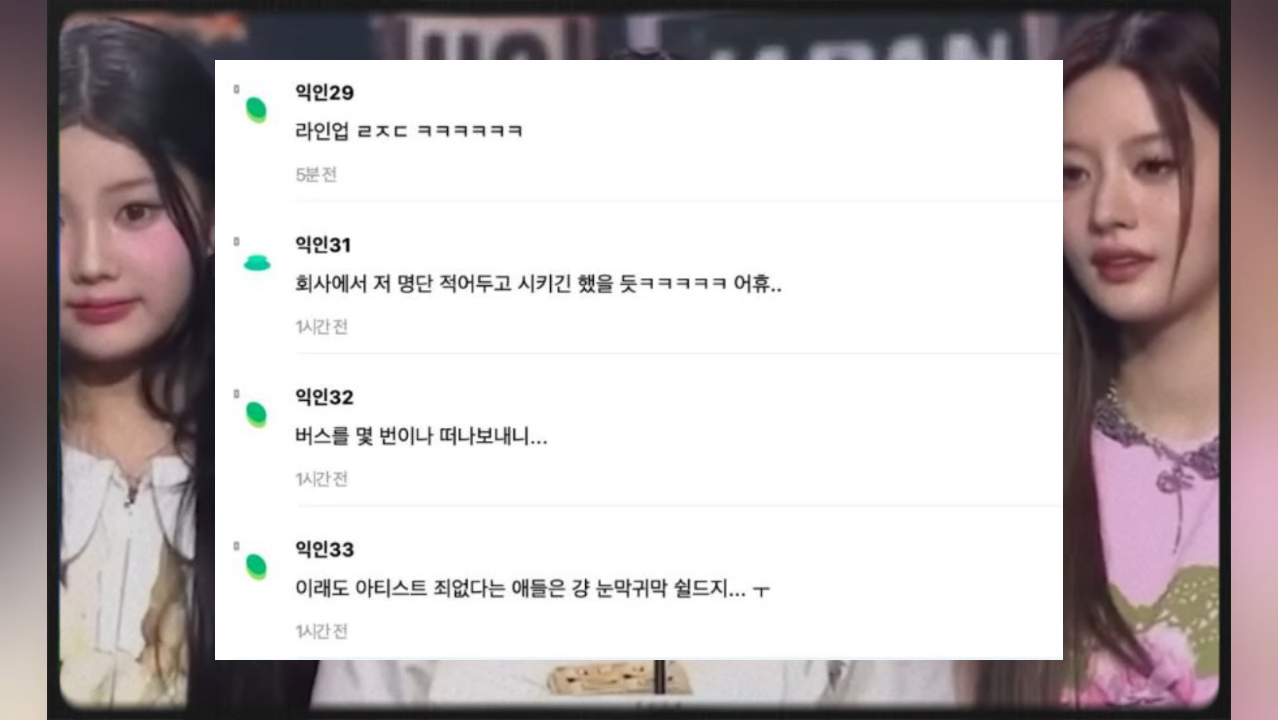 익인29
라인업 ㄹㅈㄷ ㅋㅋㅋㅋㅋㅋ
5분 전
익인31
회사에서 저 명단 적어두고 시키긴 했을 듯ㅋㅋㅋㅋㅋ 어휴..
1시간 전
익인32
버스를 몇 번이나 떠나보내니...
1시간 전
익인33
이래도 아티스트 죄없다는 애들은 걍 눈막귀막 쉴드지... ㅜ
1시간 전